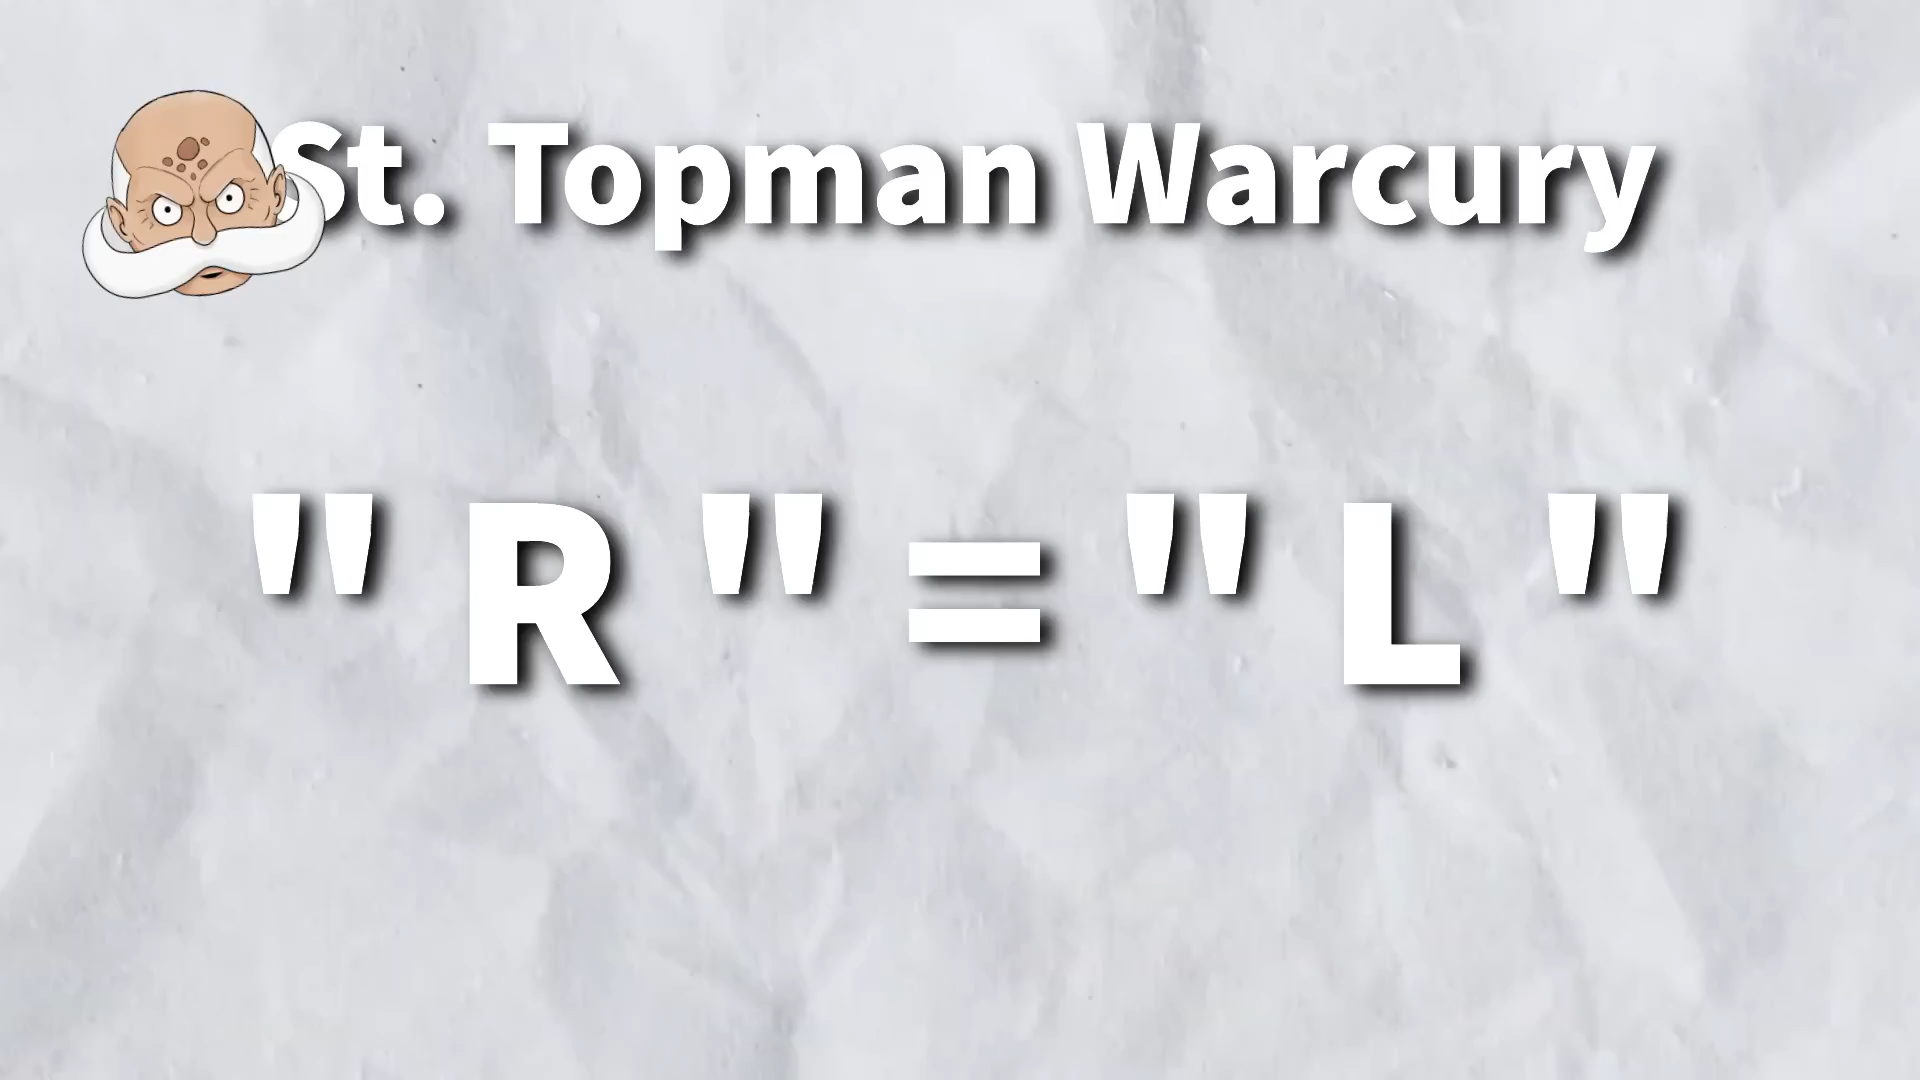 St. Topman Warcury
" R " = " L "